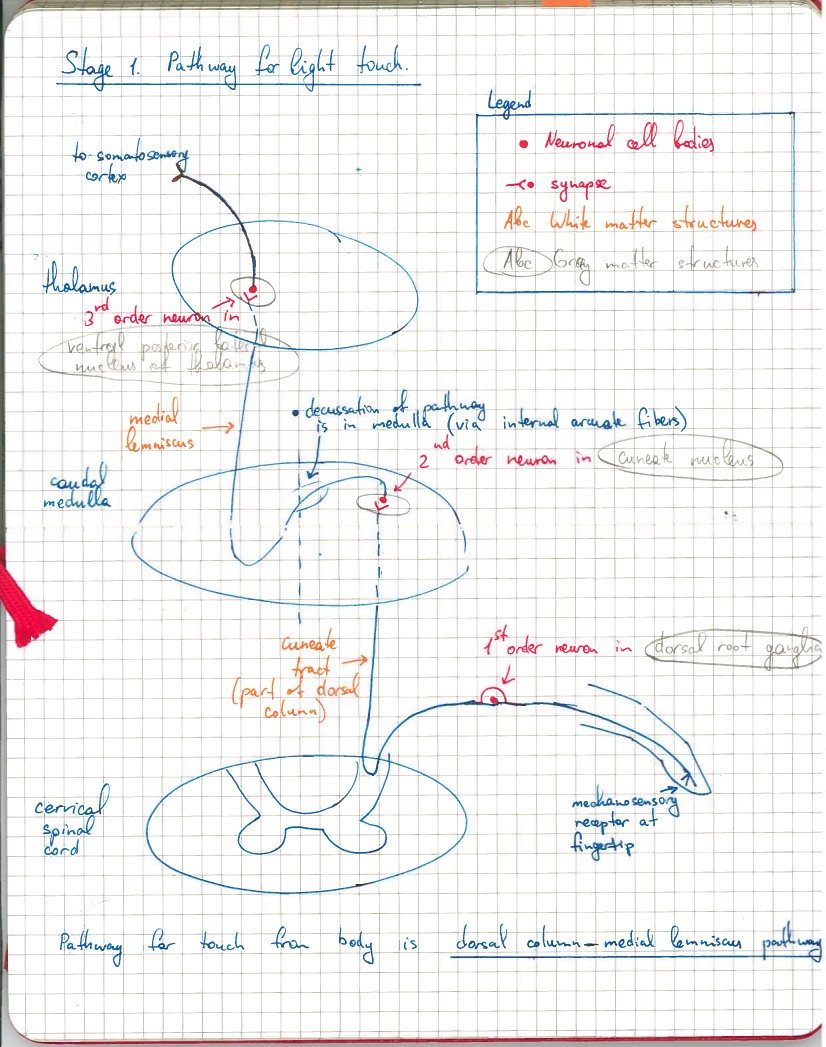 Stage 1. Pathway for light touch.
Legend
• Neuronal cell bodies
synapse
Abc White matter structures
Abc Grey matter structures
to somatosensory
cortex
thalamus
3rd order neuron in
ventral posterior lateral
nucleus of thalamus
medial
lemniscus
• decussation of pathway
is in medulla (via internal arcuate fibers)
2nd order neuron in cuneate nucleus
caudal
medulla
cuneate
tract
(part of dorsal
column)
1st order neuron in dorsal root ganglia
mechanosensory
receptor at
fingertip
cervical
spinal
cord
Pathway for touch from body is dorsal column-medial lemniscus pathway